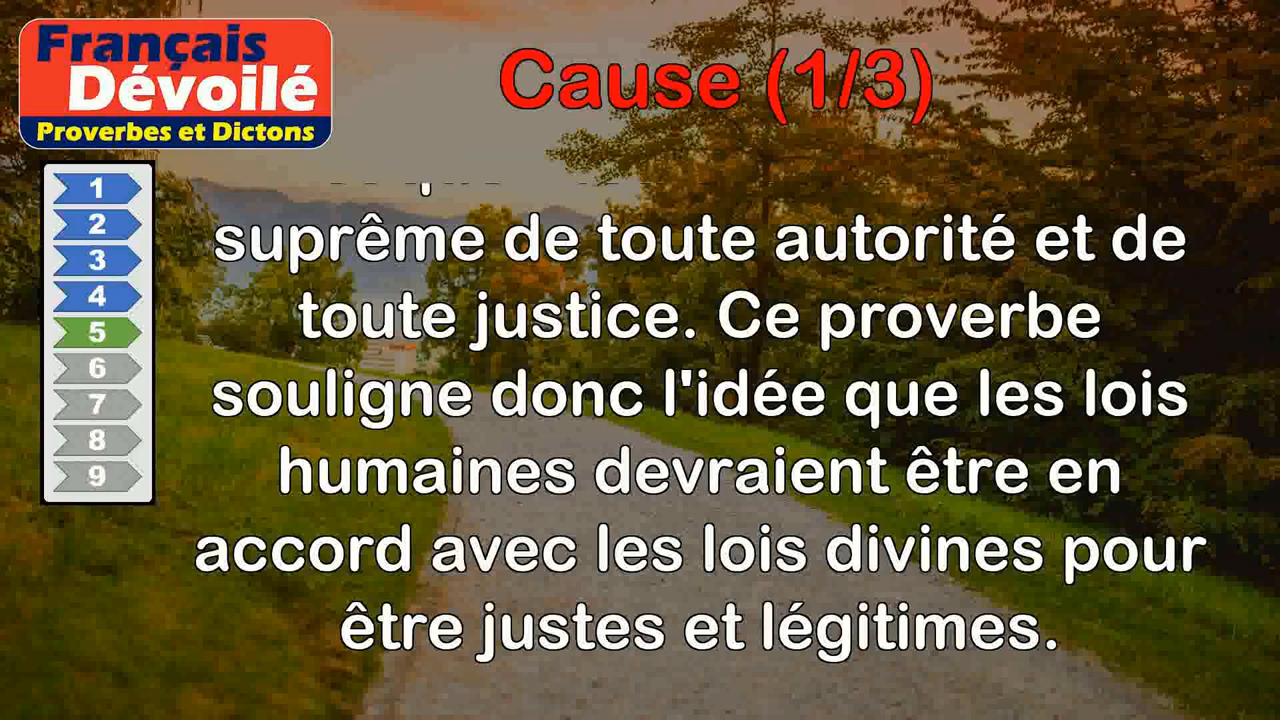 Français
Dévoilé
Proverbes et Dictons
Cause (1/3)
1
2
3
4
5
6
7
8
9
suprême de toute autorité et de
toute justice. Ce proverbe
souligne donc l'idée que les lois
humaines devraient être en
accord avec les lois divines pour
être justes et légitimes.